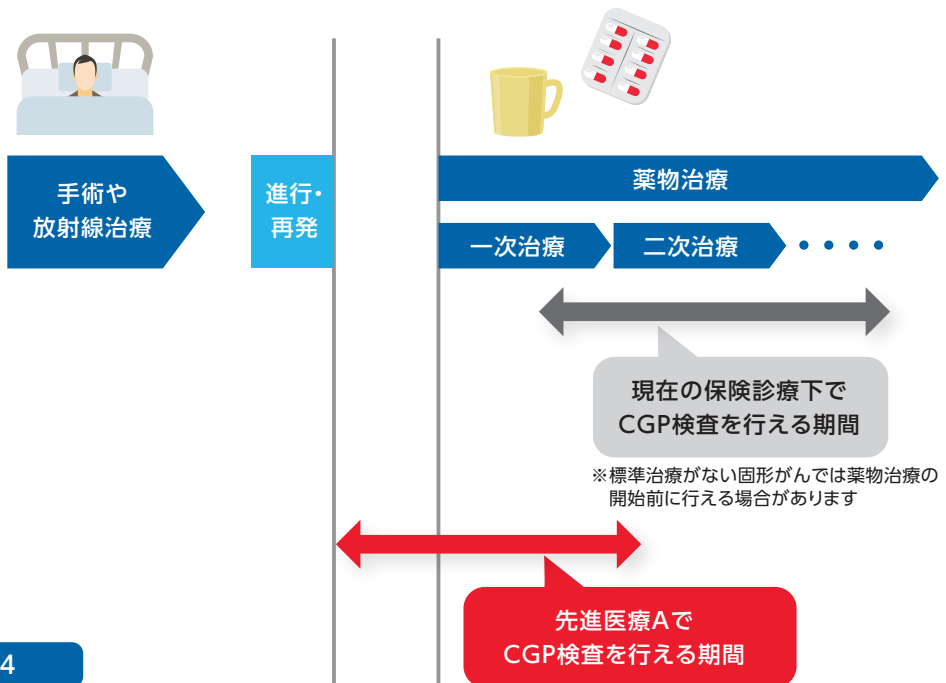 手術や
放射線治療
進行・
再発
薬物治療
一次治療
二次治療
・・・・
現在の保険診療下で
CGP検査を行える期間
※標準治療がない固形がんでは薬物治療の
開始前に行える場合があります
先進医療Aで
CGP検査を行える期間
4